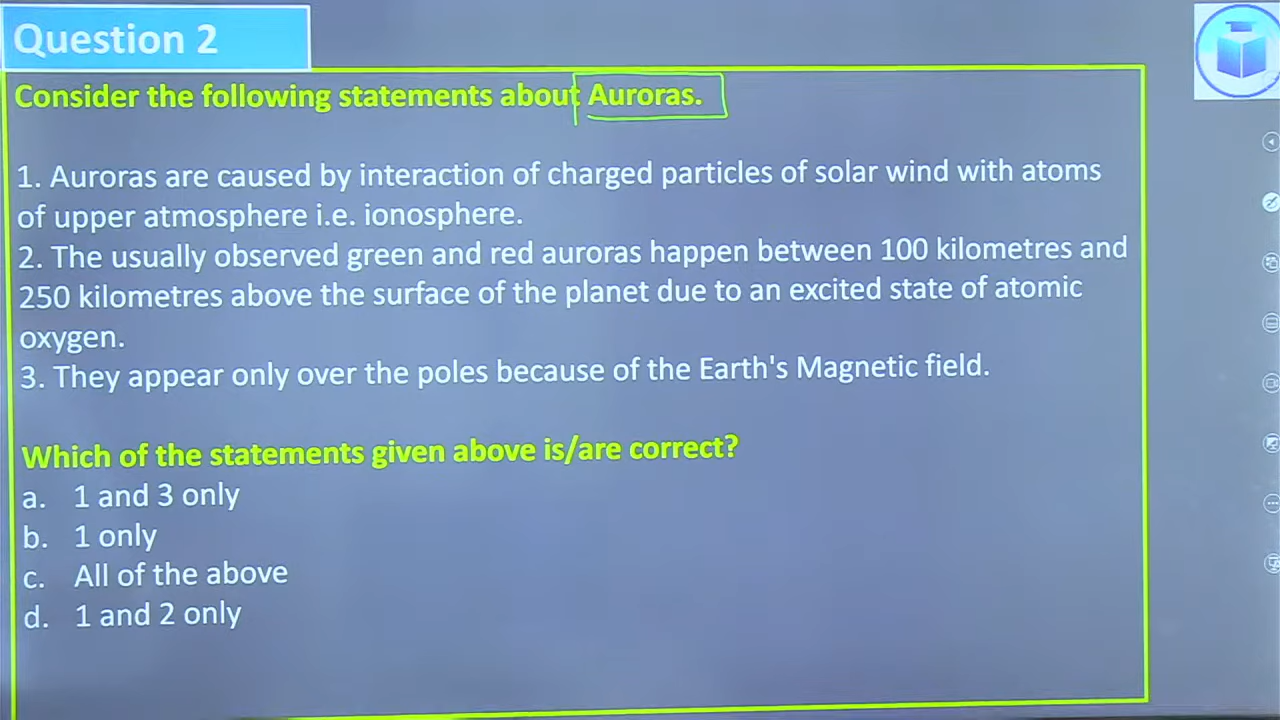 Question 2
Consider the following statements about Auroras.
1. Auroras are caused by interaction of charged particles of solar wind with atoms
of upper atmosphere i.e. ionosphere.
2. The usually observed green and red auroras happen between 100 kilometres and
250 kilometres above the surface of the planet due to an excited state of atomic
oxygen.
3. They appear only over the poles because of the Earth's Magnetic field.
Which of the statements given above is/are correct?
a. 1 and 3 only
b. 1 only
c. All of the above
d. 1 and 2 only